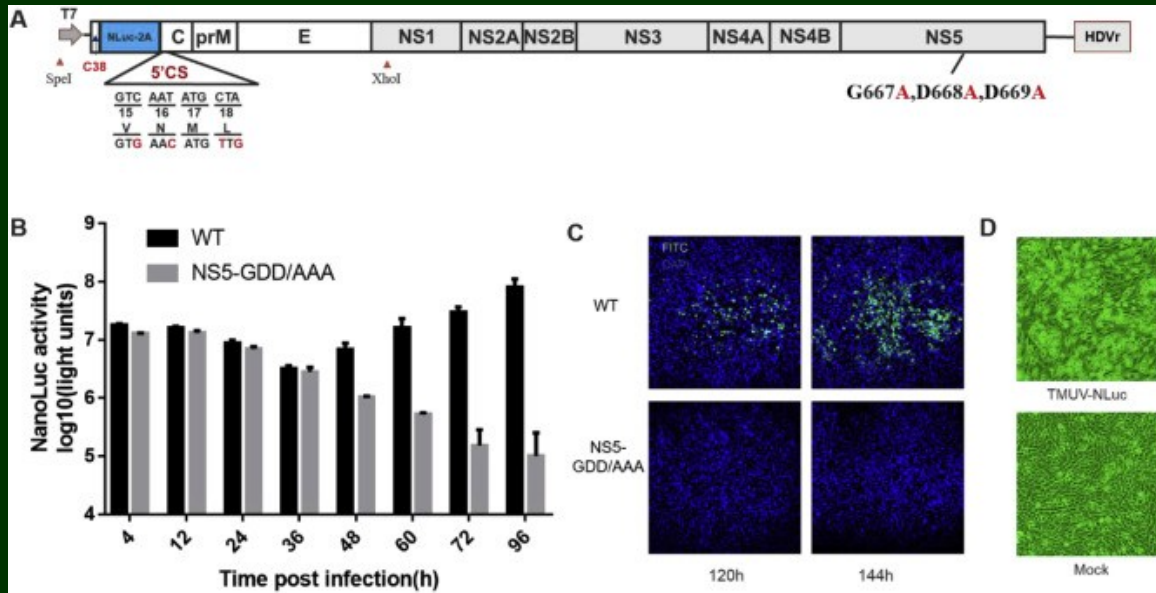 A
T7
NLuc-2A C prM E NS1 NS2A NS2B NS3 NS4A NS4B NS5 HDVr
SpeI C38 5'CS XhoI
G667A,D668A,D669A
GTC AAT ATG CTA
15 16 17 18
V N M L
GTG AAC ATG TTG
B
WT
NS5-GDD/AAA
NanoLuc activity
log10(light units)
9
8
7
6
5
4
4 12 24 36 48 60 72 96
Time post infection(h)
C
FITC
DAPI
WT
NS5-
GDD/AAA
120h 144h
D
TMUV-NLuc
Mock